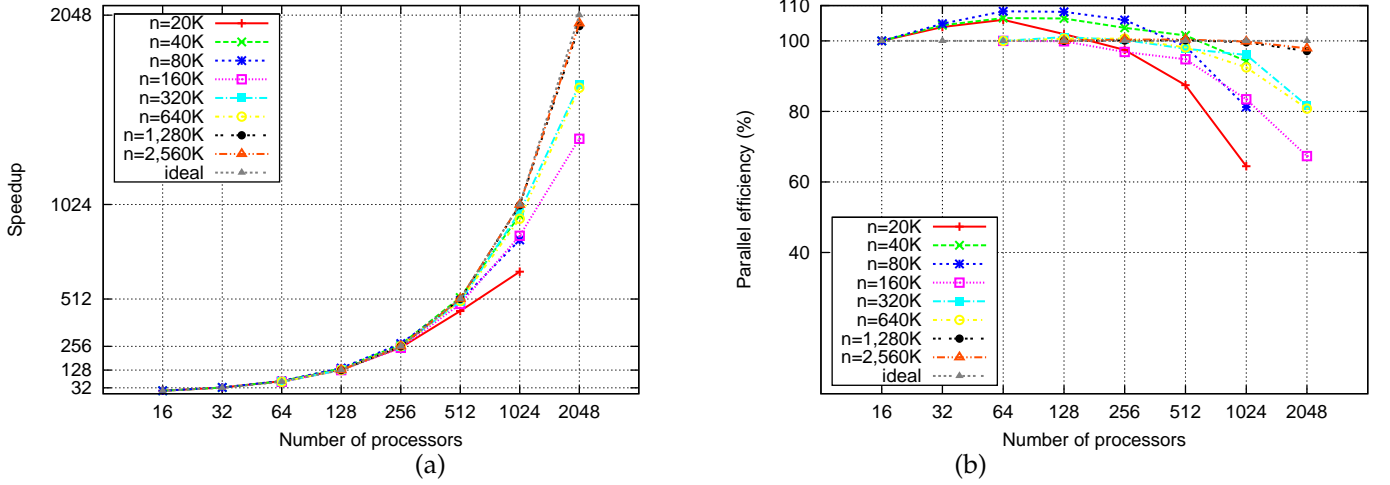 2048
1024
512
256
128
32
Speedup
n=20K
n=40K
n=80K
n=160K
n=320K
n=640K
n=1,280K
n=2,560K
ideal
16 32 64 128 256 512 1024 2048
Number of processors
(a)
110
100
80
60
40
Parallel efficiency (%)
n=20K
n=40K
n=80K
n=160K
n=320K
n=640K
n=1,280K
n=2,560K
ideal
16 32 64 128 256 512 1024 2048
Number of processors
(b)